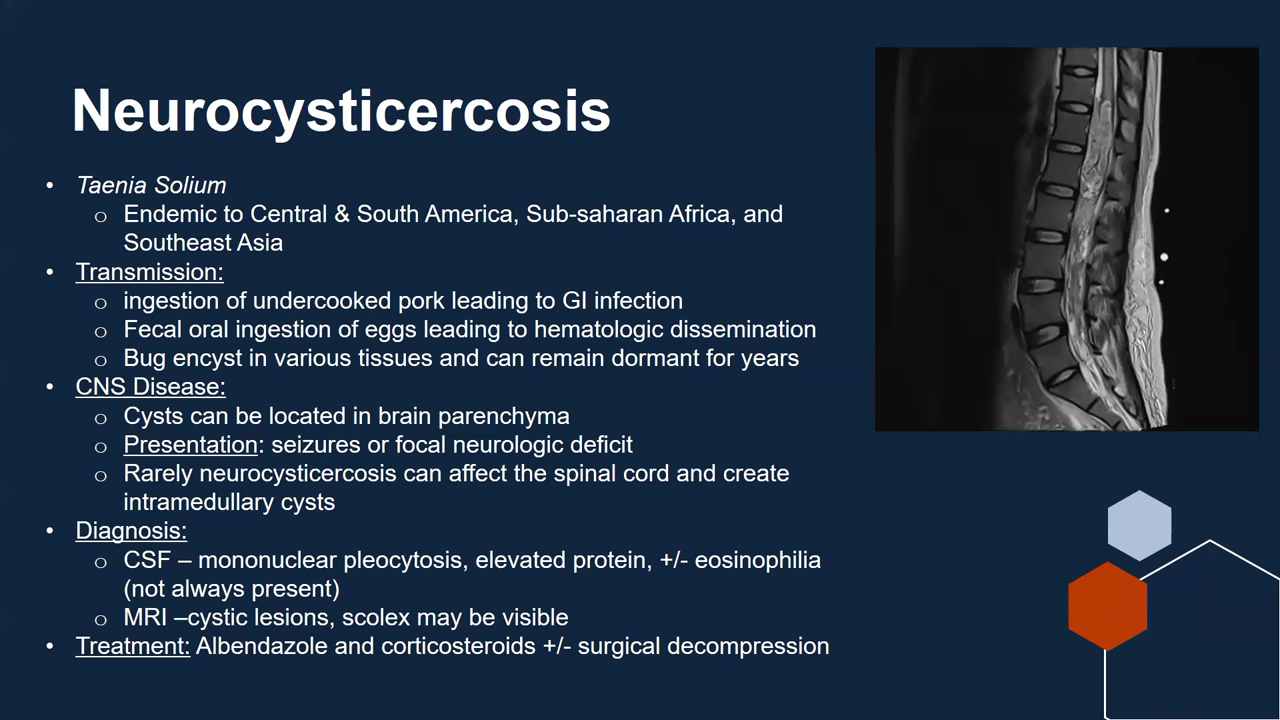 Neurocysticercosis
• Taenia Solium
o Endemic to Central & South America, Sub-saharan Africa, and
Southeast Asia
• Transmission:
o ingestion of undercooked pork leading to GI infection
o Fecal oral ingestion of eggs leading to hematologic dissemination
o Bug encyst in various tissues and can remain dormant for years
• CNS Disease:
o Cysts can be located in brain parenchyma
o Presentation: seizures or focal neurologic deficit
o Rarely neurocysticercosis can affect the spinal cord and create
intramedullary cysts
• Diagnosis:
o CSF – mononuclear pleocytosis, elevated protein, +/- eosinophilia
(not always present)
o MRI –cystic lesions, scolex may be visible
• Treatment: Albendazole and corticosteroids +/- surgical decompression